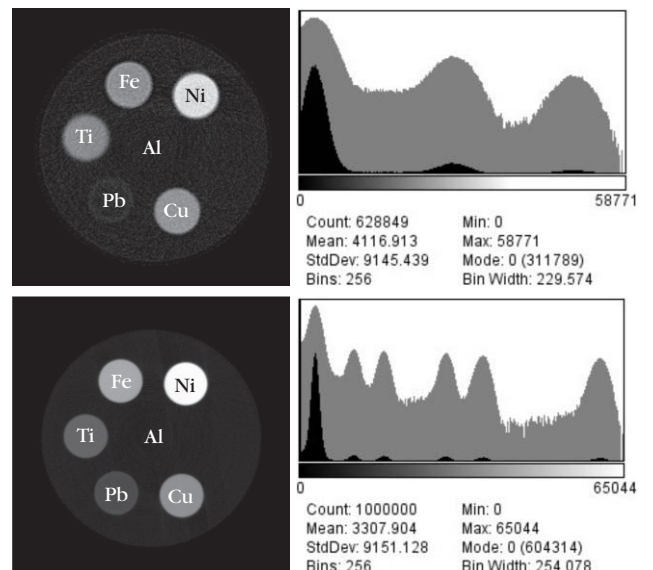 Fe
Ni
Ti
Al
Pb
Cu
0 58771
Count: 628849 Min: 0
Mean: 4116.913 Max: 58771
StdDev: 9145.439 Mode: 0 (311789)
Bins: 256 Bin Width: 229.574
Fe
Ni
Ti
Al
Pb
Cu
0 65044
Count: 1000000 Min: 0
Mean: 3307.904 Max: 65044
StdDev: 9151.128 Mode: 0 (604314)
Bins: 256 Bin Width: 254.078